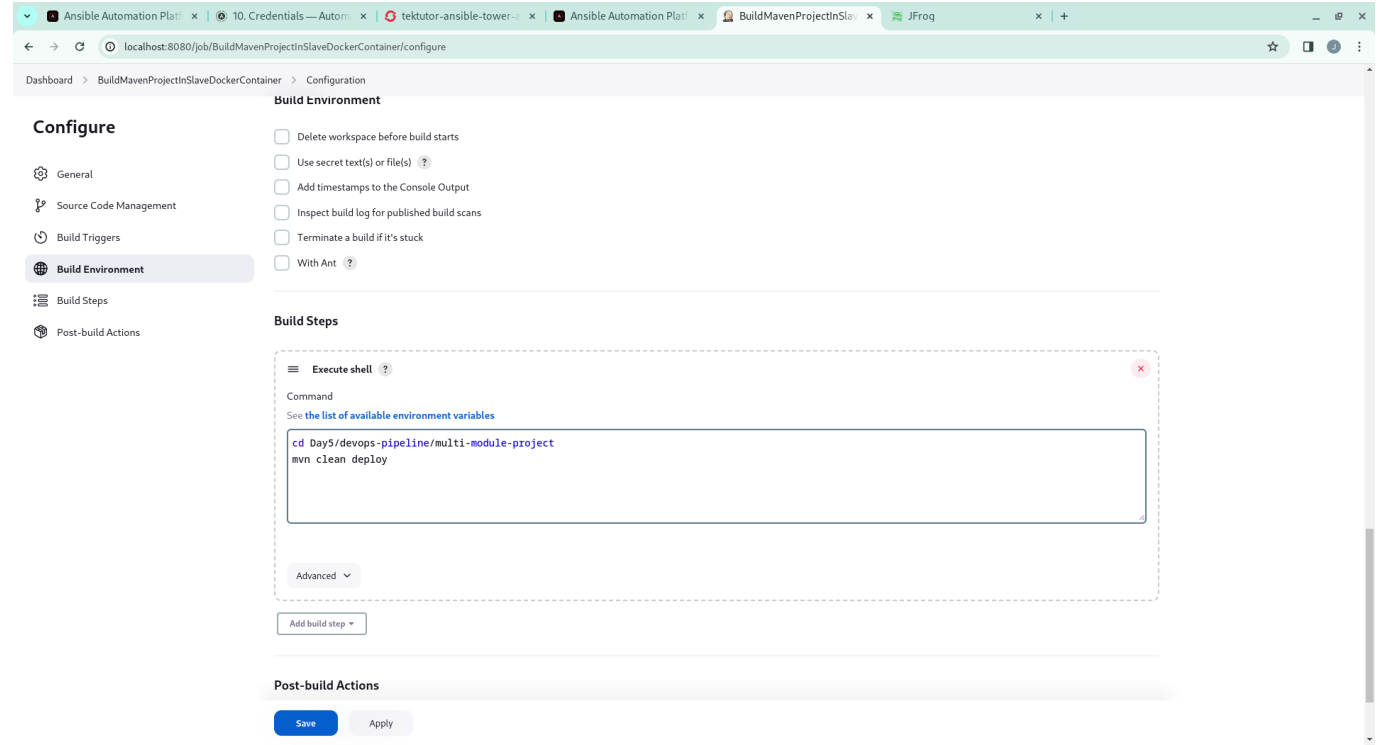 Ansible Automation Platf
10. Credentials — Autom
tektutor-ansible-tower-a
Ansible Automation Platf
BuildMavenProjectInSlav
JFrog
localhost:8080/job/BuildMavenProjectInSlaveDockerContainer/configure
J
Dashboard > BuildMavenProjectInSlaveDockerContainer > Configuration
Configure
General
Source Code Management
Build Triggers
Build Environment
Build Steps
Post-build Actions
Build Environment
Delete workspace before build starts
Use secret text(s) or file(s) ?
Add timestamps to the Console Output
Inspect build log for published build scans
Terminate a build if it's stuck
With Ant ?
Build Steps
Execute shell ?
Command
See the list of available environment variables
cd Day5/devops-pipeline/multi-module-project
mvn clean deploy
Advanced
Add build step
Post-build Actions
Save
Apply